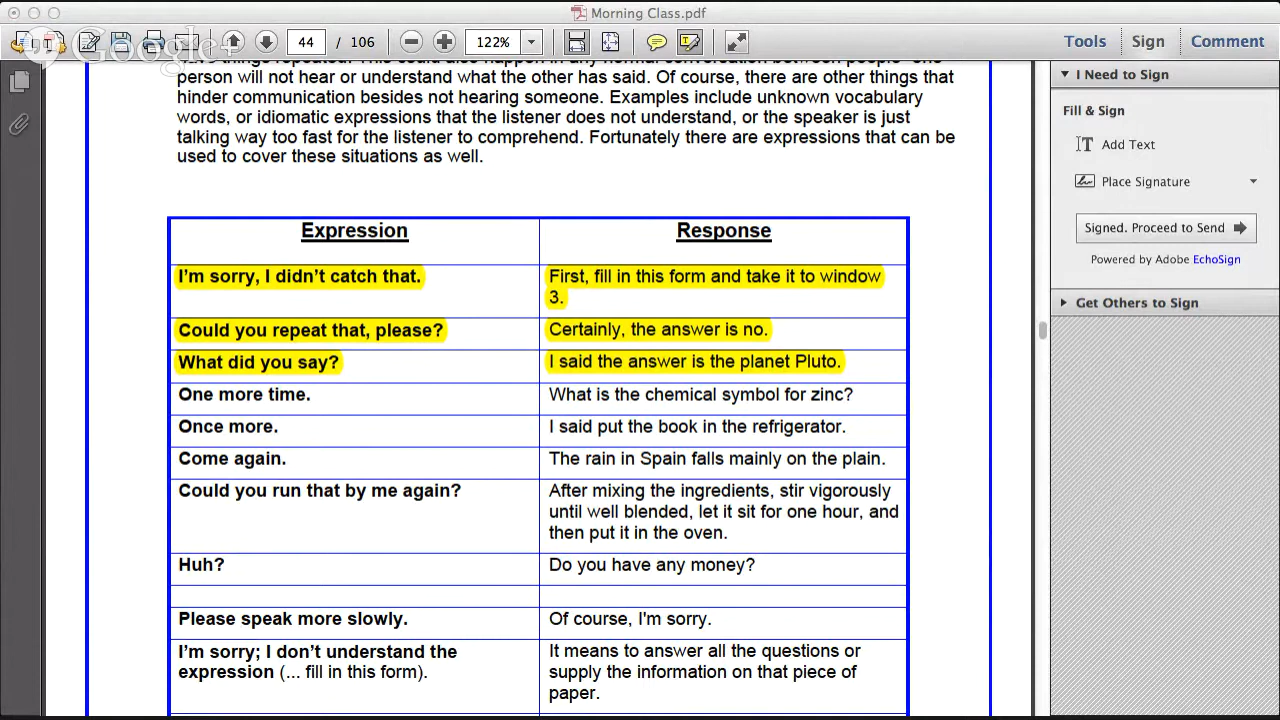 Morning Class.pdf
Google+
44 / 106
122%
Tools
Sign
Comment
person will not hear or understand what the other has said. Of course, there are other things that
hinder communication besides not hearing someone. Examples include unknown vocabulary
words, or idiomatic expressions that the listener does not understand, or the speaker is just
talking way too fast for the listener to comprehend. Fortunately there are expressions that can be
used to cover these situations as well.
Expression
Response
I'm sorry, I didn't catch that.
First, fill in this form and take it to window
3.
Could you repeat that, please?
Certainly, the answer is no.
What did you say?
I said the answer is the planet Pluto.
One more time.
What is the chemical symbol for zinc?
Once more.
I said put the book in the refrigerator.
Come again.
The rain in Spain falls mainly on the plain.
Could you run that by me again?
After mixing the ingredients, stir vigorously
until well blended, let it sit for one hour, and
then put it in the oven.
Huh?
Do you have any money?
Please speak more slowly.
Of course, I'm sorry.
I'm sorry; I don't understand the
expression (... fill in this form).
It means to answer all the questions or
supply the information on that piece of
paper.
I Need to Sign
Fill & Sign
Add Text
Place Signature
Signed. Proceed to Send
Powered by Adobe EchoSign
Get Others to Sign